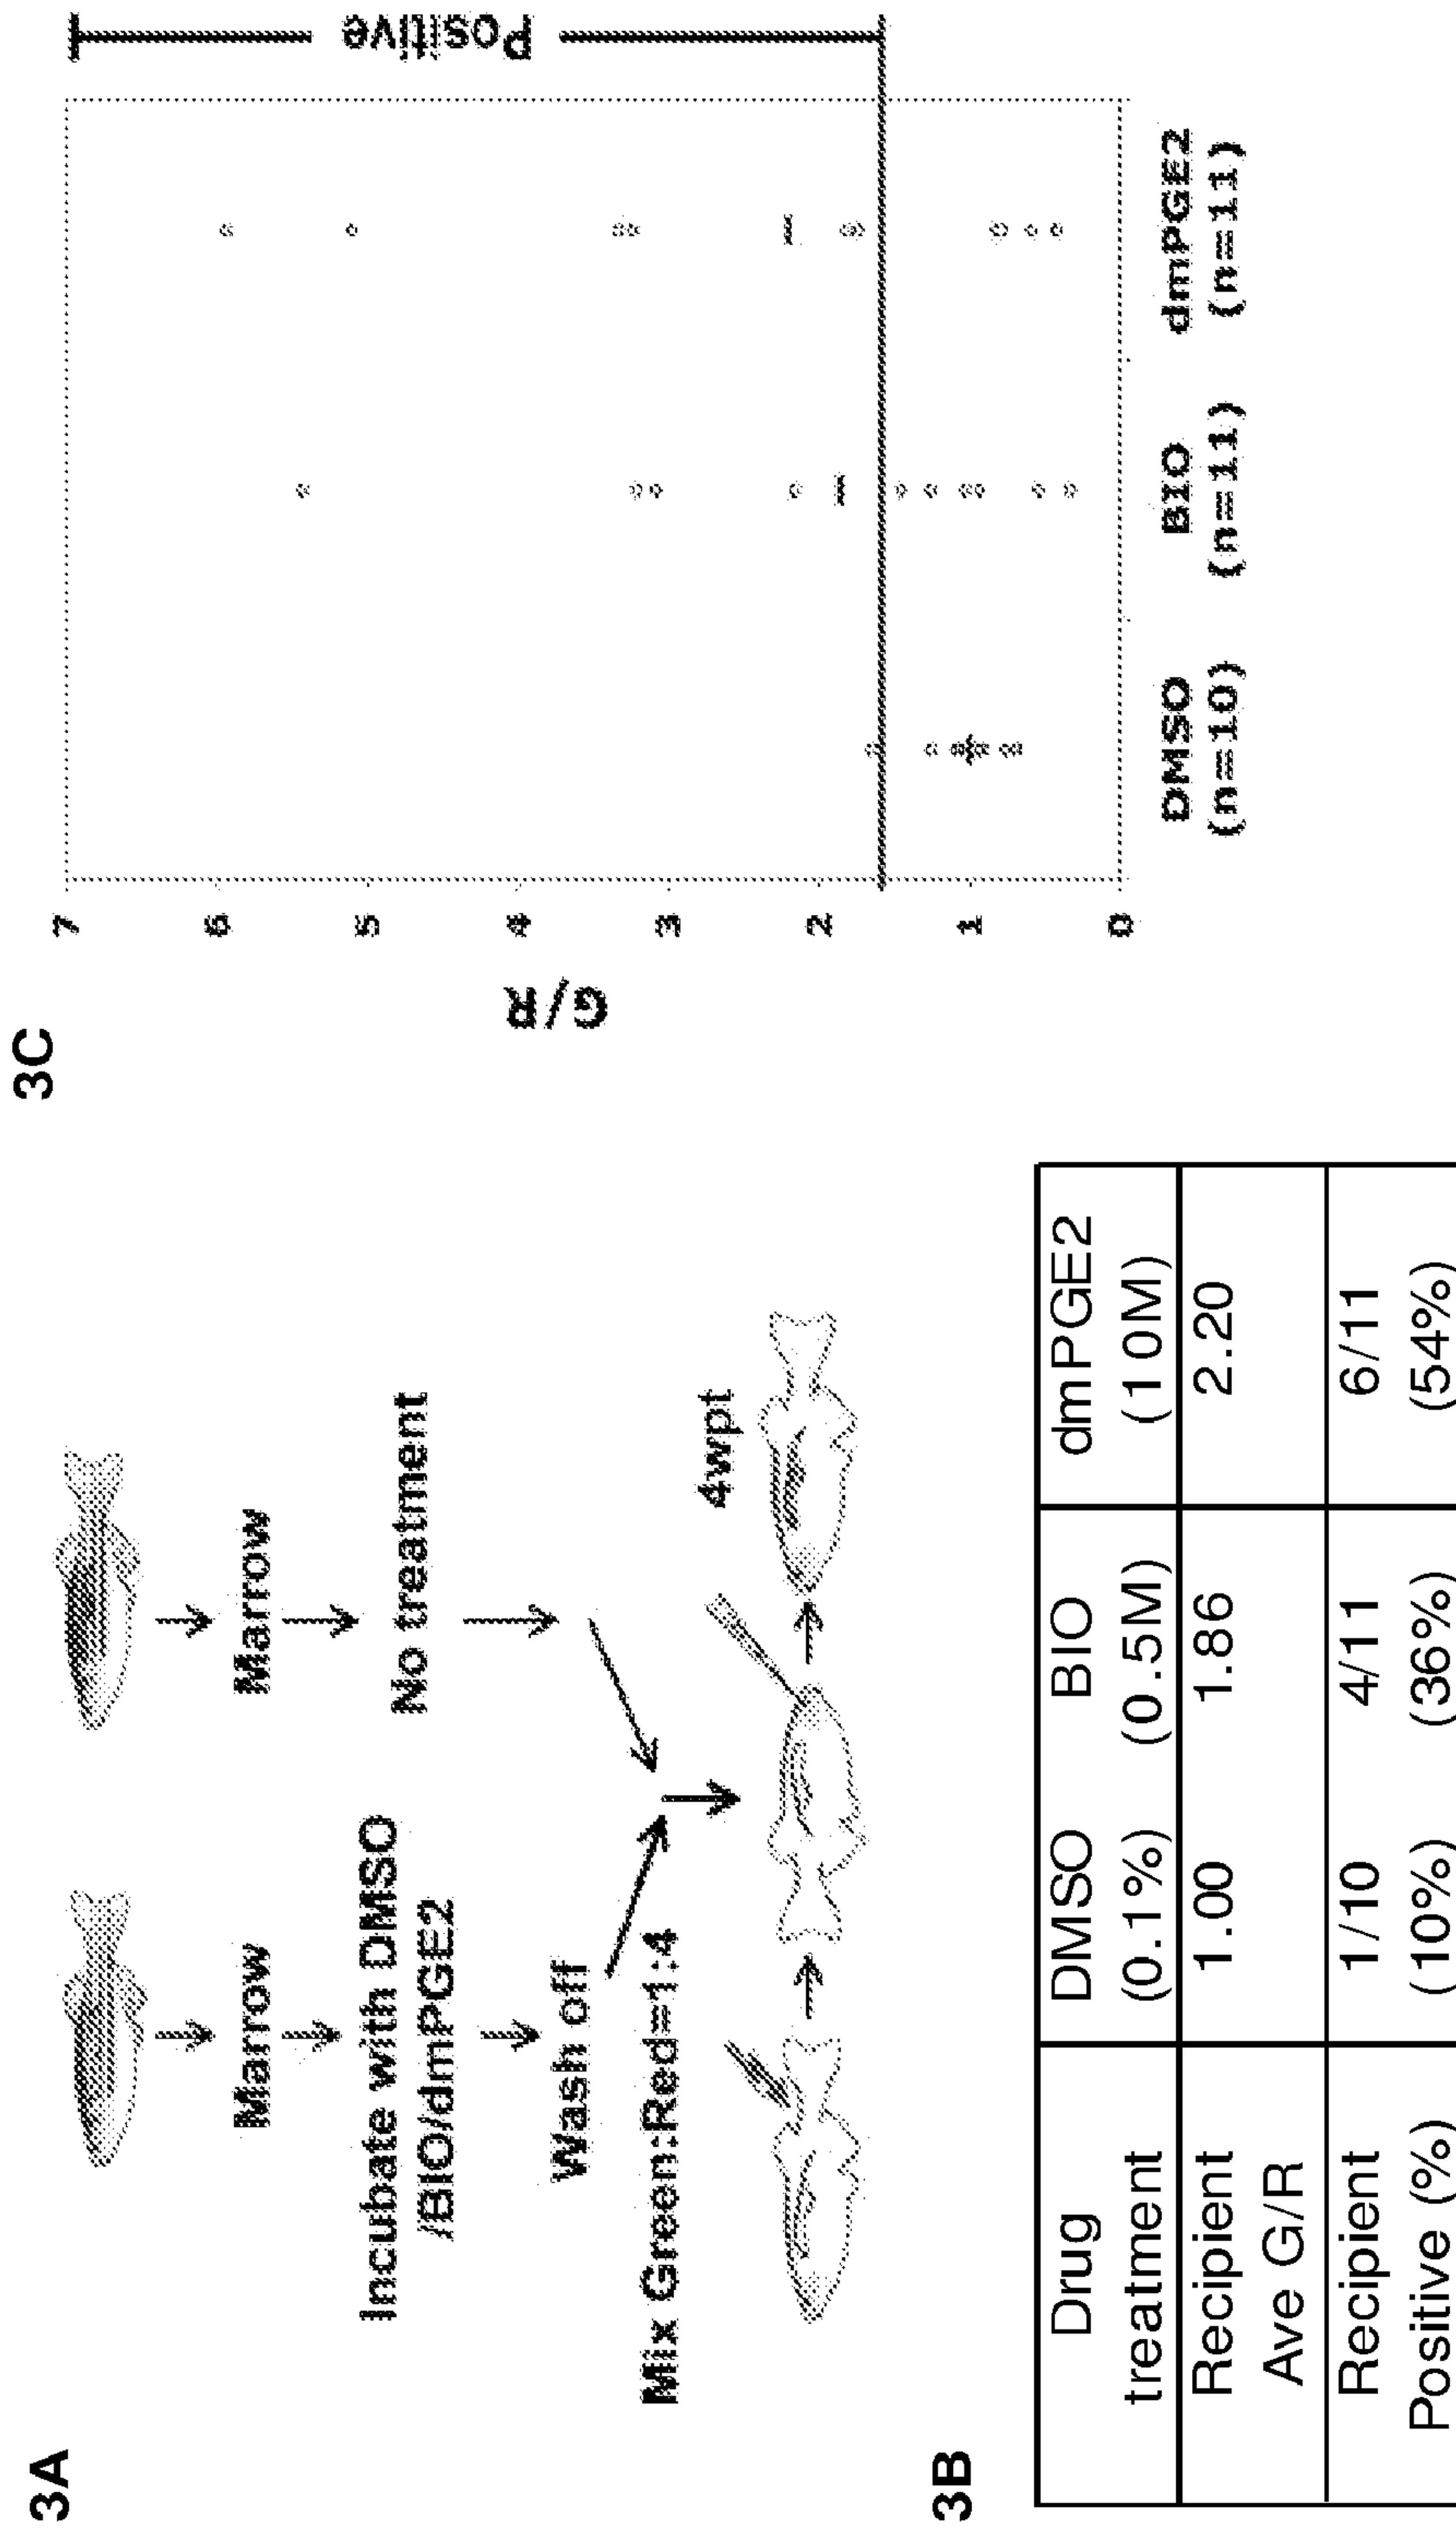 3A
Marrow
Marrow
Incubate with DMSO
/BIO/dmPGE2
No treatment
Wash off
Mix Green:Red=1:4
4wpt
3B
Drug treatment DMSO (0.1%) BIO (0.5M) dmPGE2 (10M)
Recipient Ave G/R 1.00 1.86 2.20
Recipient Positive (%) 1/10 (10%) 4/11 (36%) 6/11 (54%)
3C
G/R
7
6
5
4
3
2
1
0
Positive
DMSO BIO dmPGE2
(n=10) (n=11) (n=11)